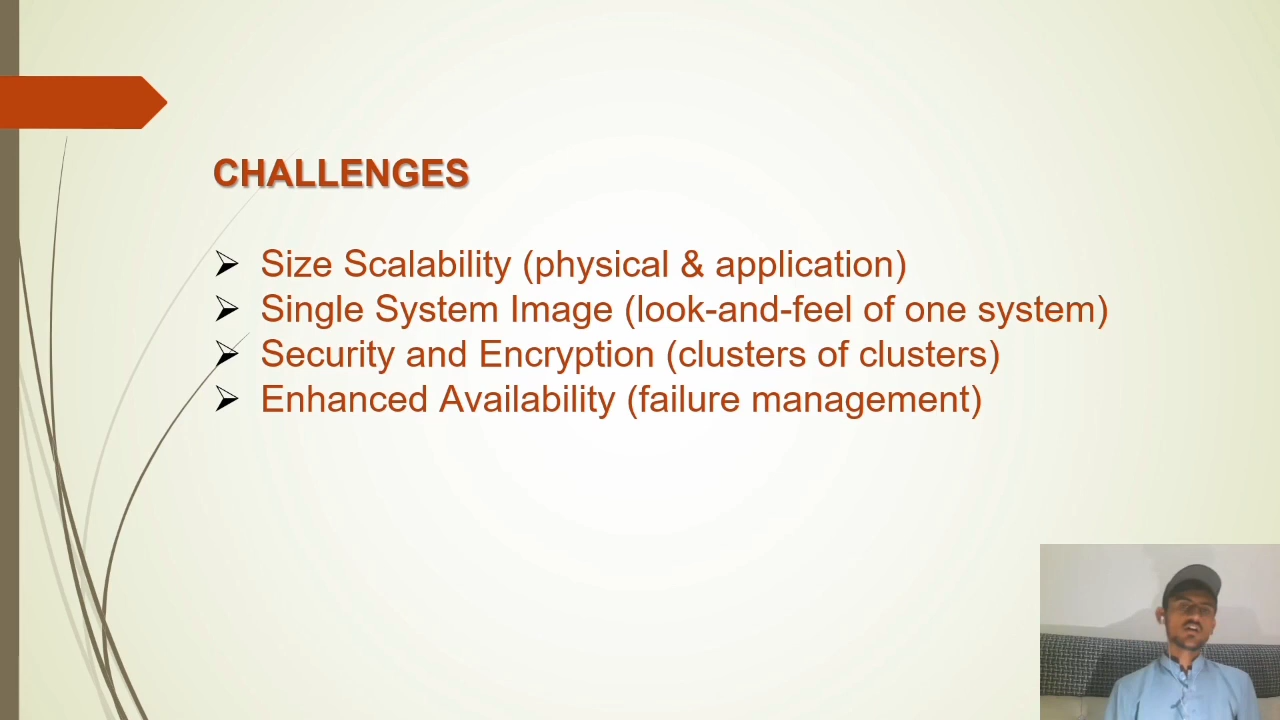 CHALLENGES
Size Scalability (physical & application)
Single System Image (look-and-feel of one system)
Security and Encryption (clusters of clusters)
Enhanced Availability (failure management)